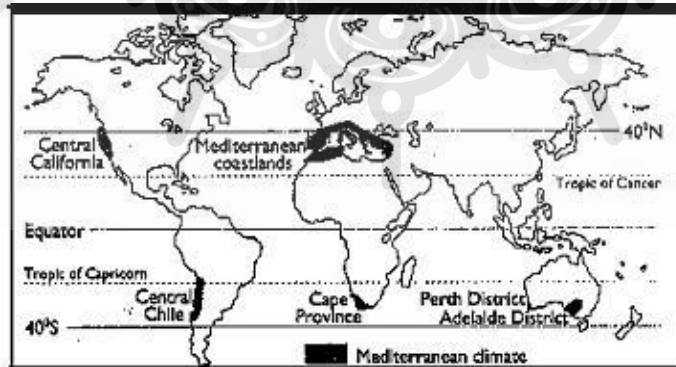 Central
California
Mediterranean
coastlands
40°N
Tropic of Cancer
Equator
Tropic of Capricorn
Central
Chile
Cape
Province
Perth District
Adelaide District
40°S
Mediterranean climate